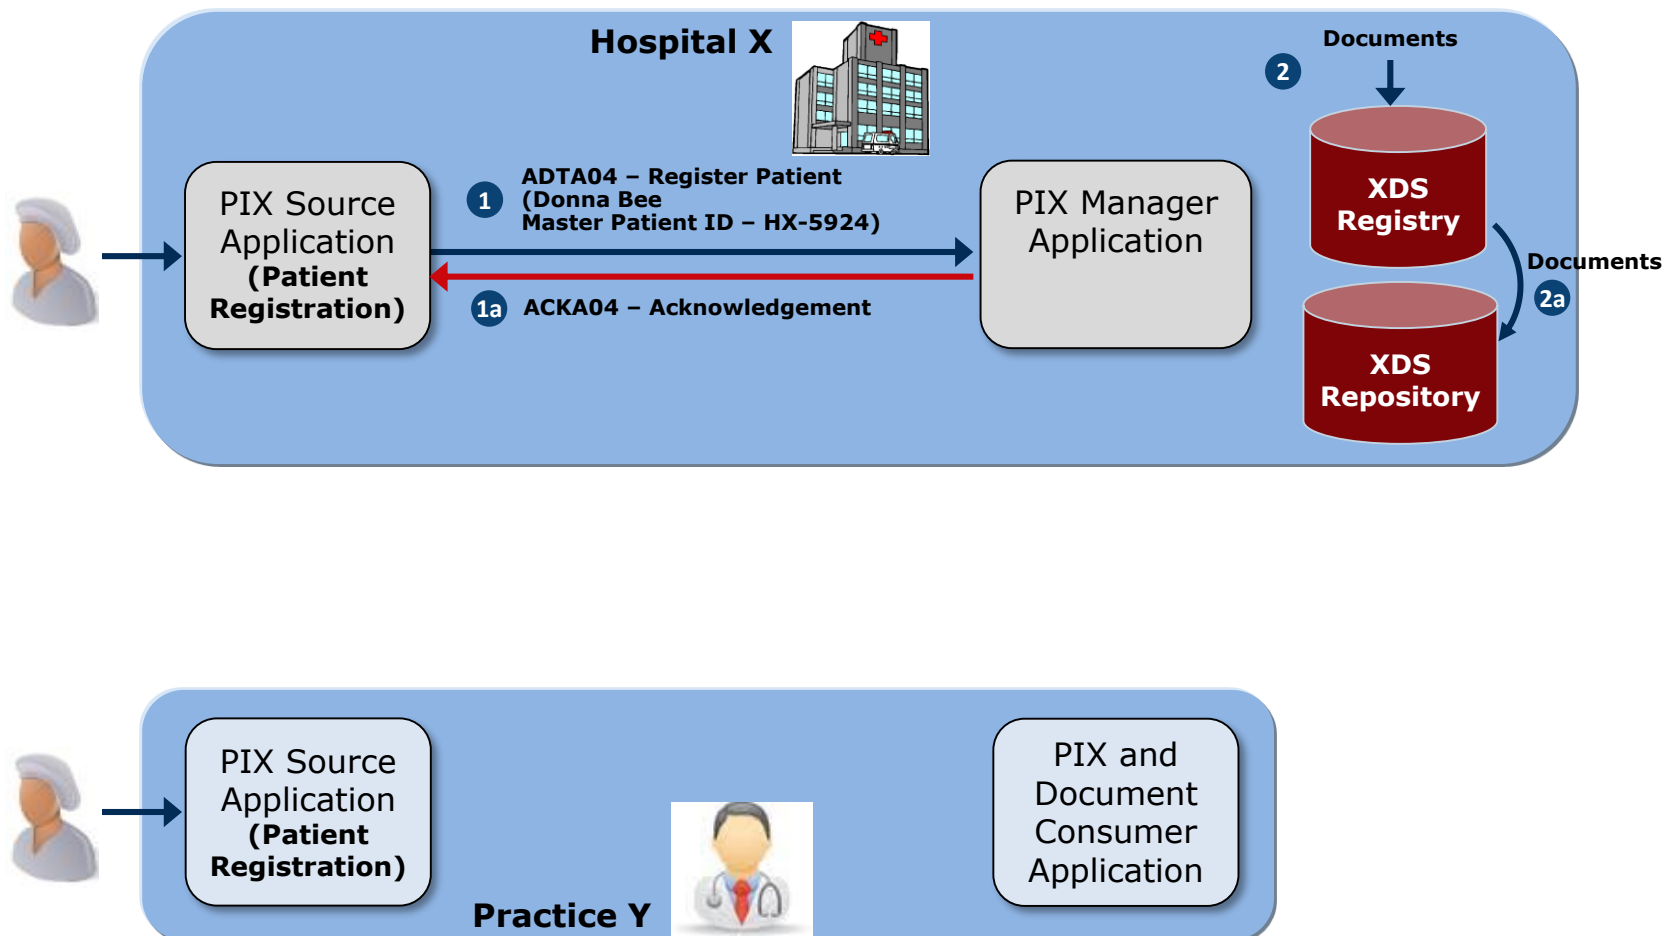 Hospital X
Documents
2
XDS
Registry
Documents
2a
XDS
Repository
PIX Source
Application
(Patient
Registration)
1
ADTA04 – Register Patient
(Donna Bee
Master Patient ID – HX-5924)
1a
ACKA04 – Acknowledgement
PIX Manager
Application
PIX Source
Application
(Patient
Registration)
Practice Y
PIX and
Document
Consumer
Application